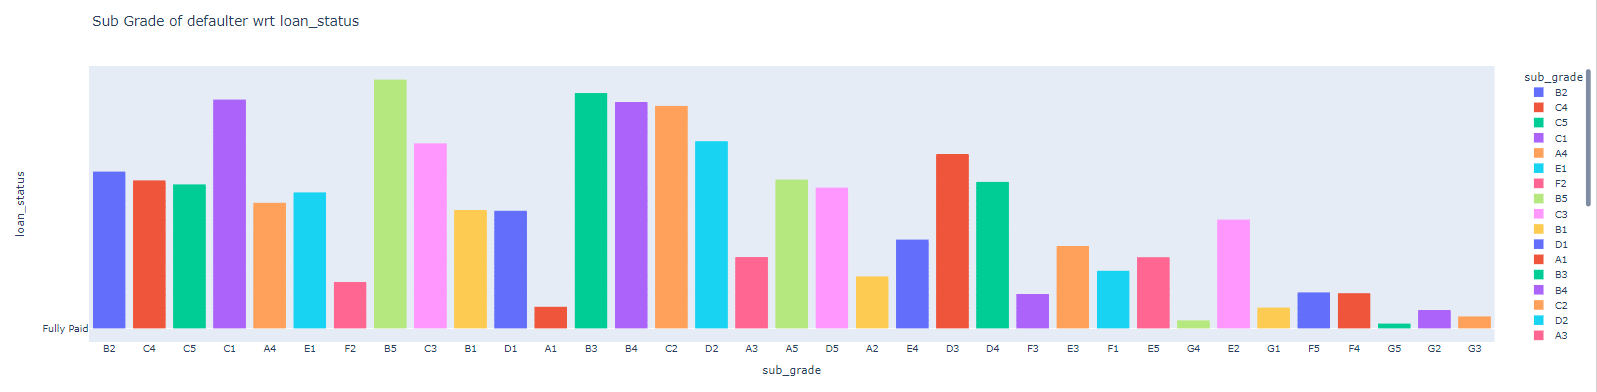 Sub Grade of defaulter wrt loan_status
loan_status
Fully Paid
B2 C4 C5 C1 A4 E1 F2 B5 C3 B1 D1 A1 B3 B4 C2 D2 A3 A5 D5 A2 E4 D3 D4 F3 E3 F1 E5 G4 E2 G1 F5 F4 G5 G2 G3
sub_grade
sub_grade
B2
C4
C5
C1
A4
E1
F2
B5
C3
B1
D1
A1
B3
B4
C2
D2
A3